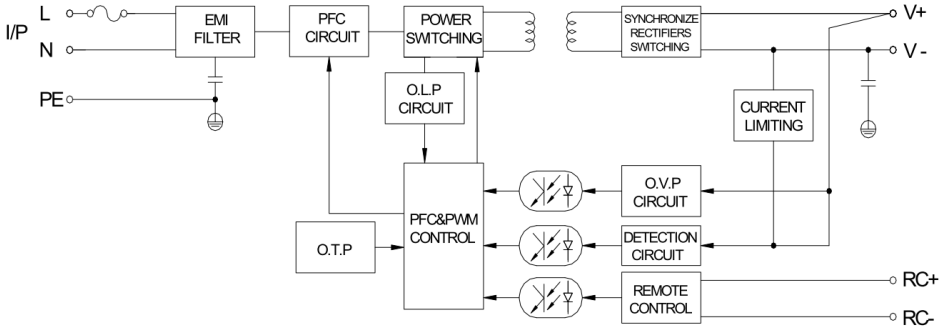 I/P
L
N
PE
EMI
FILTER
PFC
CIRCUIT
POWER
SWITCHING
SYNCHRONIZE
RECTIFIERS
SWITCHING
V+
V -
O.L.P
CIRCUIT
CURRENT
LIMITING
PFC&PWM
CONTROL
O.T.P
O.V.P
CIRCUIT
DETECTION
CIRCUIT
REMOTE
CONTROL
RC+
RC-